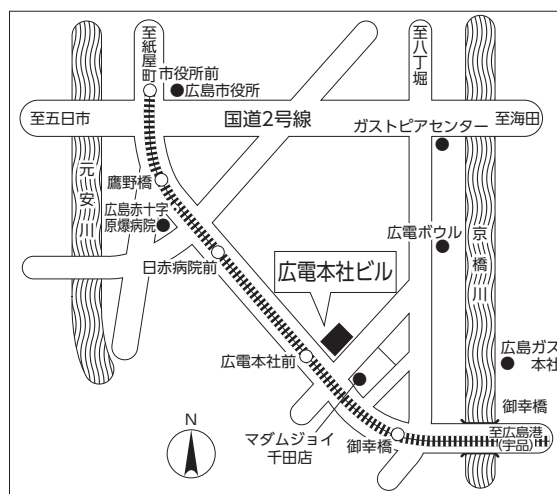 至紙屋町
至八丁堀
市役所前
広島市役所
至五日市
国道2号線
至海田
ガストピアセンター
元安川
鷹野橋
広島赤十字
原爆病院
京橋川
広電ボウル
日赤病院前
広電本社ビル
広電本社前
広島ガス
本社
御幸橋
マダムジョイ
千田店
御幸橋
至広島港
(宇品)
N